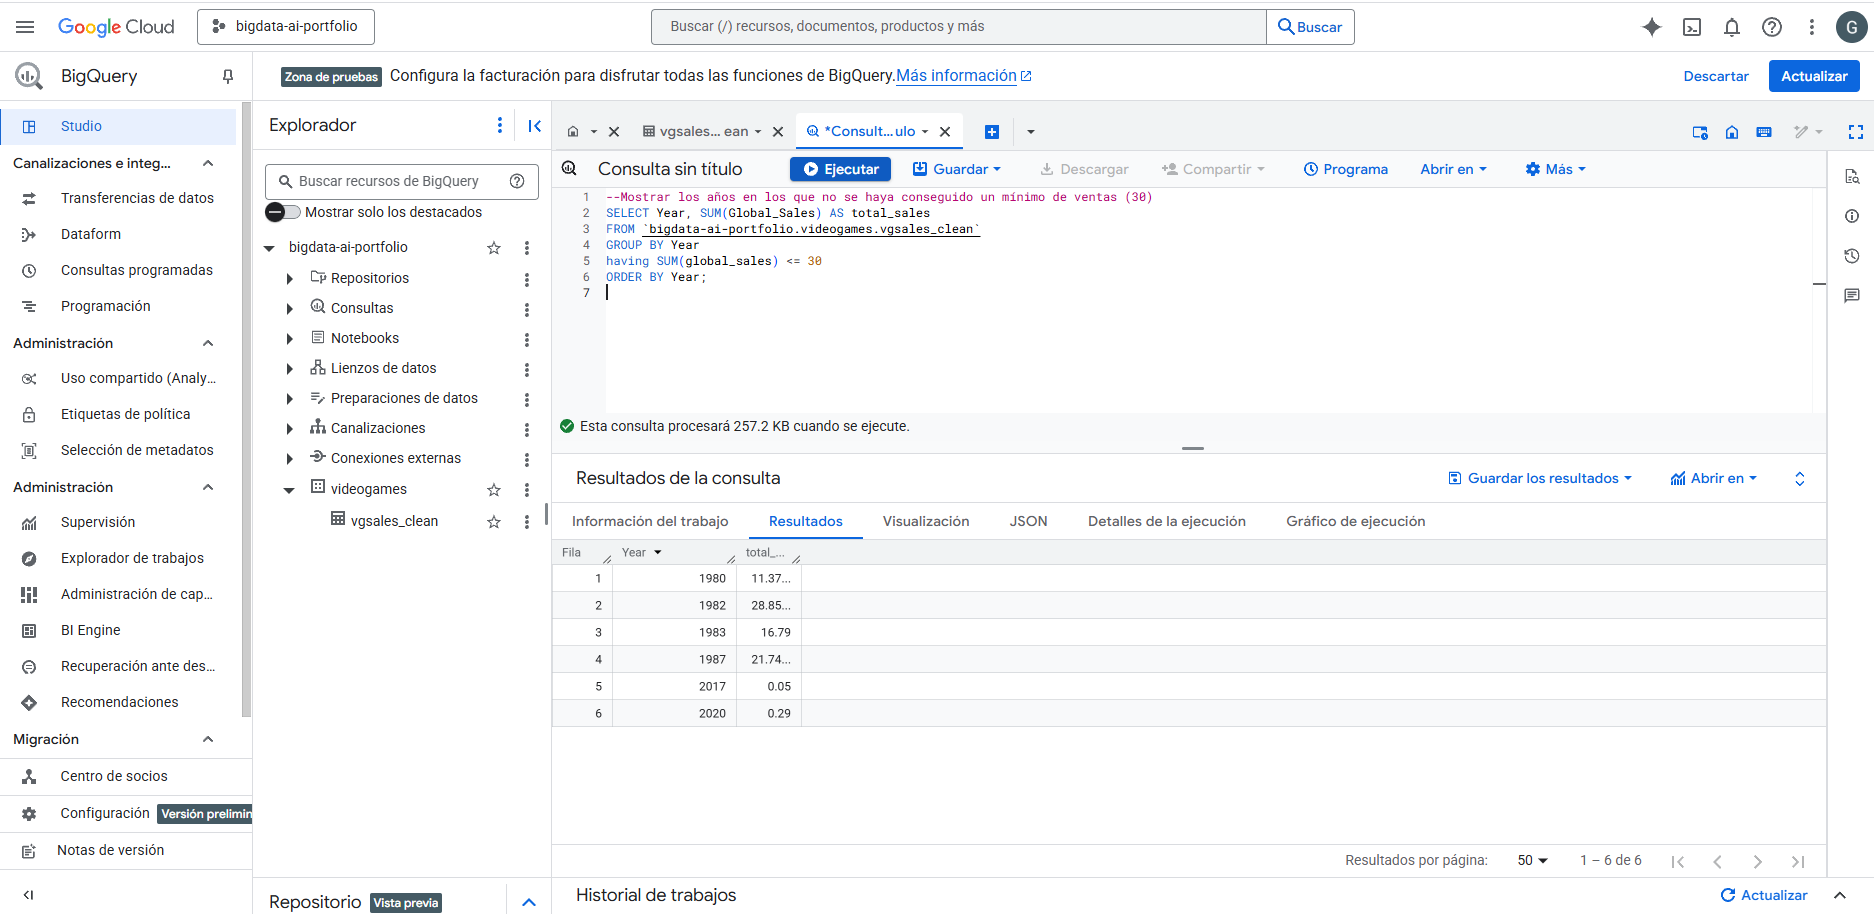 Google Cloud
bigdata-ai-portfolio
Buscar (/) recursos, documentos, productos y más
Buscar
G
BigQuery
Zona de pruebas
Configura la facturación para disfrutar todas las funciones de BigQuery.Más información
Descartar
Actualizar
Studio
Canalizaciones e integ...
Transferencias de datos
Dataform
Consultas programadas
Programación
Administración
Uso compartido (Analy...
Etiquetas de política
Selección de metadatos
Administración
Supervisión
Explorador de trabajos
Administración de cap...
BI Engine
Recuperación ante des...
Recomendaciones
Migración
Centro de socios
Configuración
Versión prelimin
Notas de versión
Explorador
Buscar recursos de BigQuery
Mostrar solo los destacados
bigdata-ai-portfolio
Repositorios
Consultas
Notebooks
Lienzos de datos
Preparaciones de datos
Canalizaciones
Conexiones externas
videogames
vgsales_clean
Repositorio
Vista previa
vgsales... ean
*Consult...ulo
Consulta sin título
Ejecutar
Guardar
Descargar
Compartir
Programa
Abrir en
Más
1 --Mostrar los años en los que no se haya conseguido un mínimo de ventas (30)
2 SELECT Year, SUM(Global_Sales) AS total_sales
3 FROM `bigdata-ai-portfolio.videogames.vgsales_clean`
4 GROUP BY Year
5 having SUM(global_sales) <= 30
6 ORDER BY Year;
7
Esta consulta procesará 257.2 KB cuando se ejecute.
Resultados de la consulta
Guardar los resultados
Abrir en
Información del trabajo
Resultados
Visualización
JSON
Detalles de la ejecución
Gráfico de ejecución
Fila Year total_...
1 1980 11.37...
2 1982 28.85...
3 1983 16.79
4 1987 21.74...
5 2017 0.05
6 2020 0.29
Resultados por página: 50 1 – 6 de 6
Historial de trabajos
Actualizar